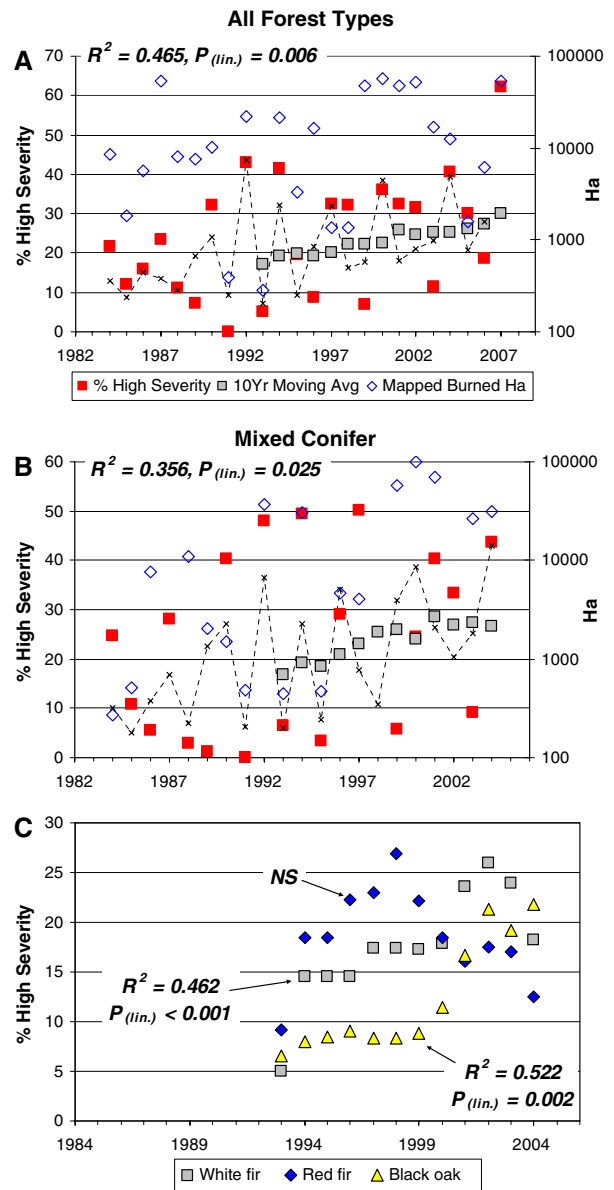 All Forest Types
A
R² = 0.465, P (lin.) = 0.006
70
60
50
40
30
20
10
0
% High Severity
100000
10000
1000
100
Ha
1982 1987 1992 1997 2002 2007
% High Severity 10Yr Moving Avg Mapped Burned Ha
Mixed Conifer
B
R² = 0.356, P (lin.) = 0.025
60
50
40
30
20
10
0
% High Severity
100000
10000
1000
100
Ha
1982 1987 1992 1997 2002
C
30
25
20
15
10
5
0
% High Severity
NS
R² = 0.462
P (lin.) < 0.001
R² = 0.522
P (lin.) = 0.002
1984 1989 1994 1999 2004
White fir Red fir Black oak